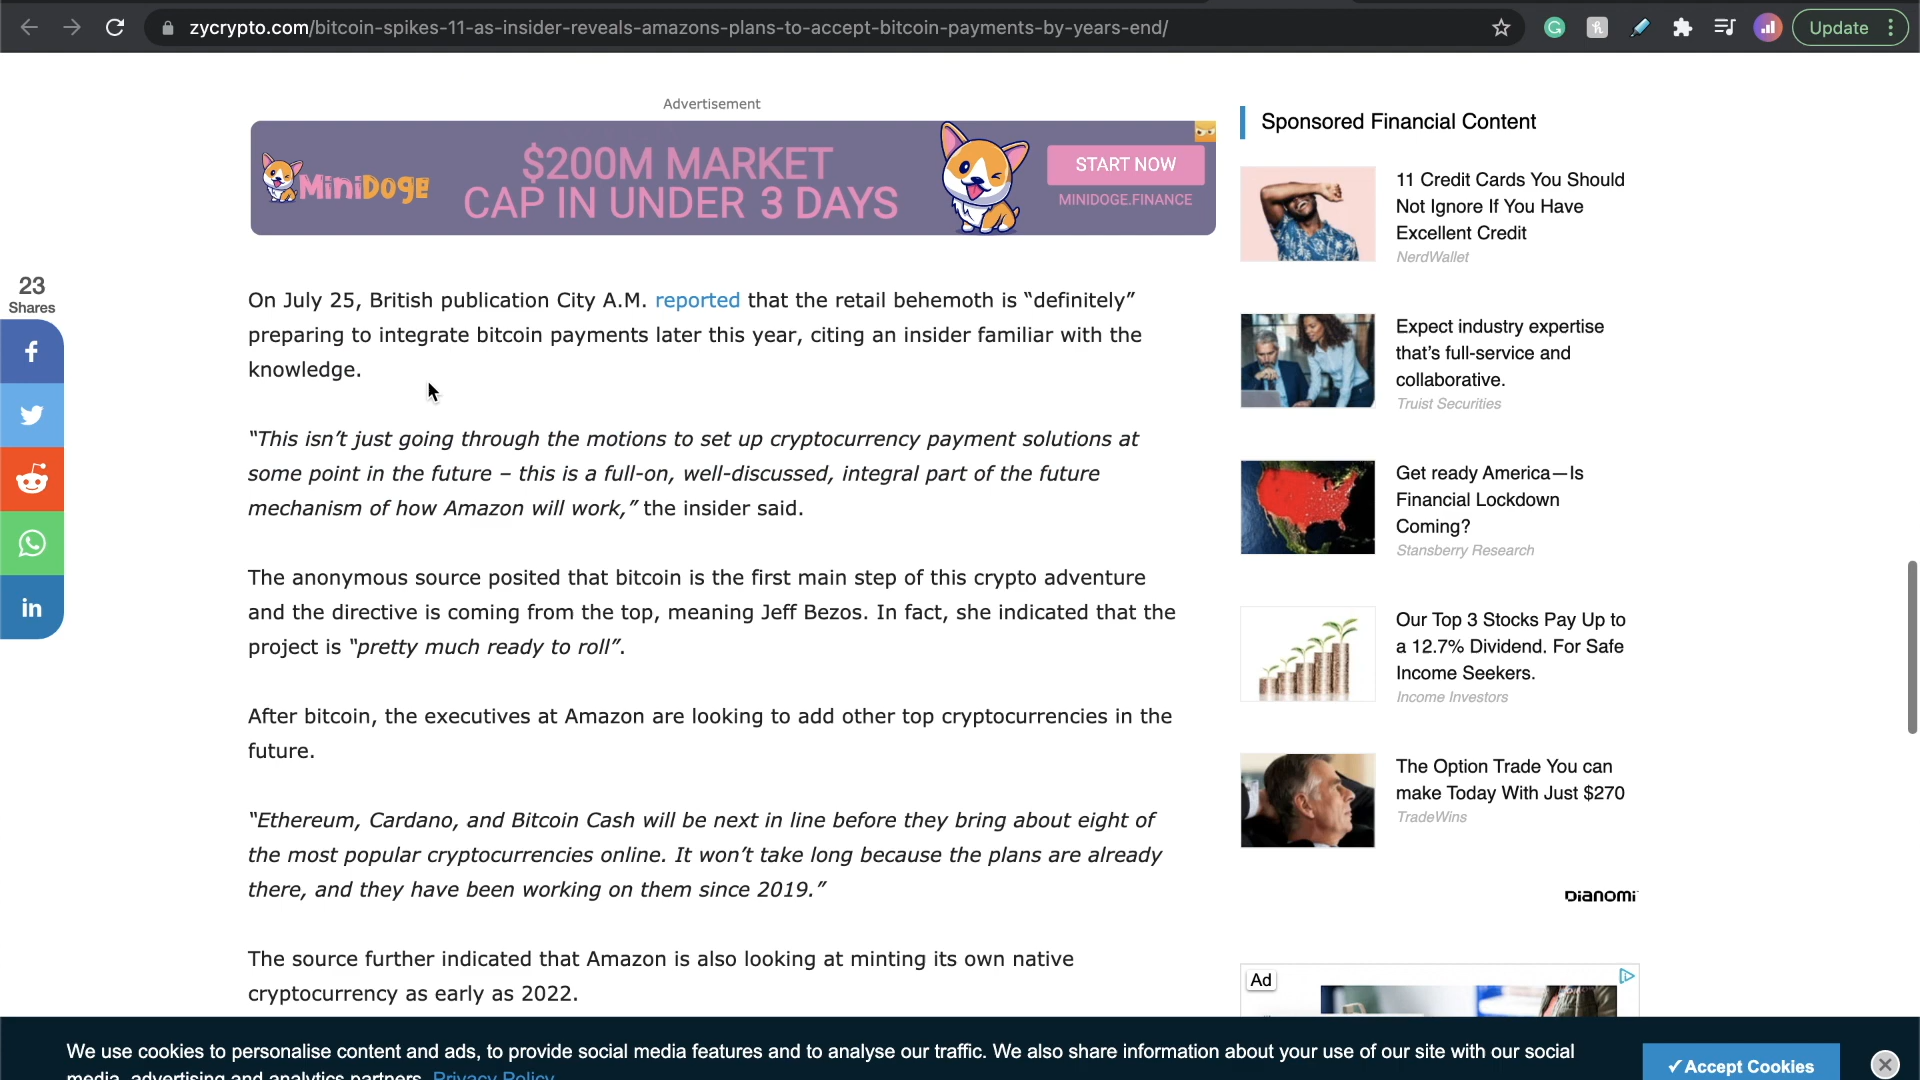 zycrypto.com/bitcoin-spikes-11-as-insider-reveals-amazons-plans-to-accept-bitcoin-payments-by-years-end/
Update
Advertisement
MiniDoge
$200M MARKET
CAP IN UNDER 3 DAYS
START NOW
MINIDOGE.FINANCE
23
Shares
On July 25, British publication City A.M. reported that the retail behemoth is “definitely”
preparing to integrate bitcoin payments later this year, citing an insider familiar with the
knowledge.
“This isn’t just going through the motions to set up cryptocurrency payment solutions at
some point in the future – this is a full-on, well-discussed, integral part of the future
mechanism of how Amazon will work,” the insider said.
The anonymous source posited that bitcoin is the first main step of this crypto adventure
and the directive is coming from the top, meaning Jeff Bezos. In fact, she indicated that the
project is “pretty much ready to roll”.
After bitcoin, the executives at Amazon are looking to add other top cryptocurrencies in the
future.
“Ethereum, Cardano, and Bitcoin Cash will be next in line before they bring about eight of
the most popular cryptocurrencies online. It won’t take long because the plans are already
there, and they have been working on them since 2019.”
The source further indicated that Amazon is also looking at minting its own native
cryptocurrency as early as 2022.
Sponsored Financial Content
11 Credit Cards You Should
Not Ignore If You Have
Excellent Credit
NerdWallet
Expect industry expertise
that’s full-service and
collaborative.
Truist Securities
Get ready America—Is
Financial Lockdown
Coming?
Stansberry Research
Our Top 3 Stocks Pay Up to
a 12.7% Dividend. For Safe
Income Seekers.
Income Investors
The Option Trade You can
make Today With Just $270
TradeWins
DIANOMI
Ad
We use cookies to personalise content and ads, to provide social media features and to analyse our traffic. We also share information about your use of our site with our social
media, advertising and analytics partners. Privacy Policy
✓Accept Cookies